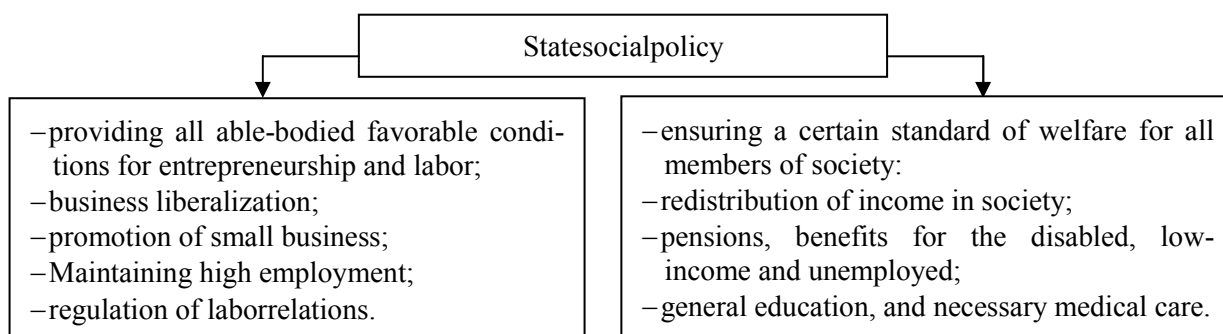 Statesocialpolicy
–providing all able-bodied favorable condi-
tions for entrepreneurship and labor;
–business liberalization;
–promotion of small business;
–Maintaining high employment;
–regulation of laborrelations.
–ensuring a certain standard of welfare for all
members of society:
–redistribution of income in society;
–pensions, benefits for the disabled, low-
income and unemployed;
–general education, and necessary medical care.